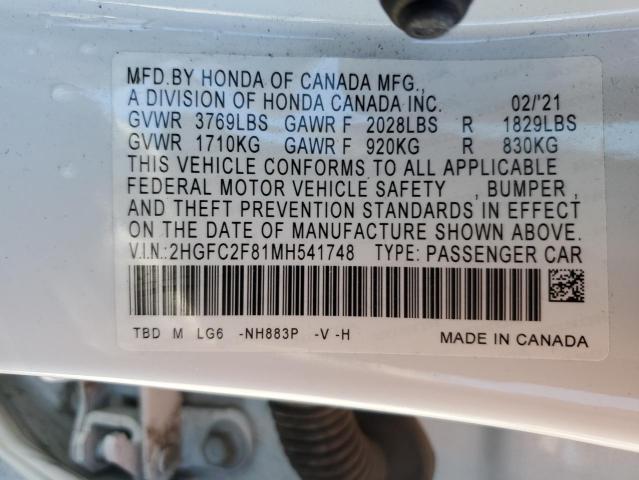 MFD.BY HONDA OF CANADA MFG.,
A DIVISION OF HONDA CANADA INC. 02/'21
GVWR 3769LBS GAWR F 2028LBS R 1829LBS
GVWR 1710KG GAWR F 920KG R 830KG
THIS VEHICLE CONFORMS TO ALL APPLICABLE
FEDERAL MOTOR VEHICLE SAFETY , BUMPER ,
AND THEFT PREVENTION STANDARDS IN EFFECT
ON THE DATE OF MANUFACTURE SHOWN ABOVE.
V.I.N.:2HGFC2F81MH541748 TYPE: PASSENGER CAR
TBD M LG6 -NH883P -V -H MADE IN CANADA